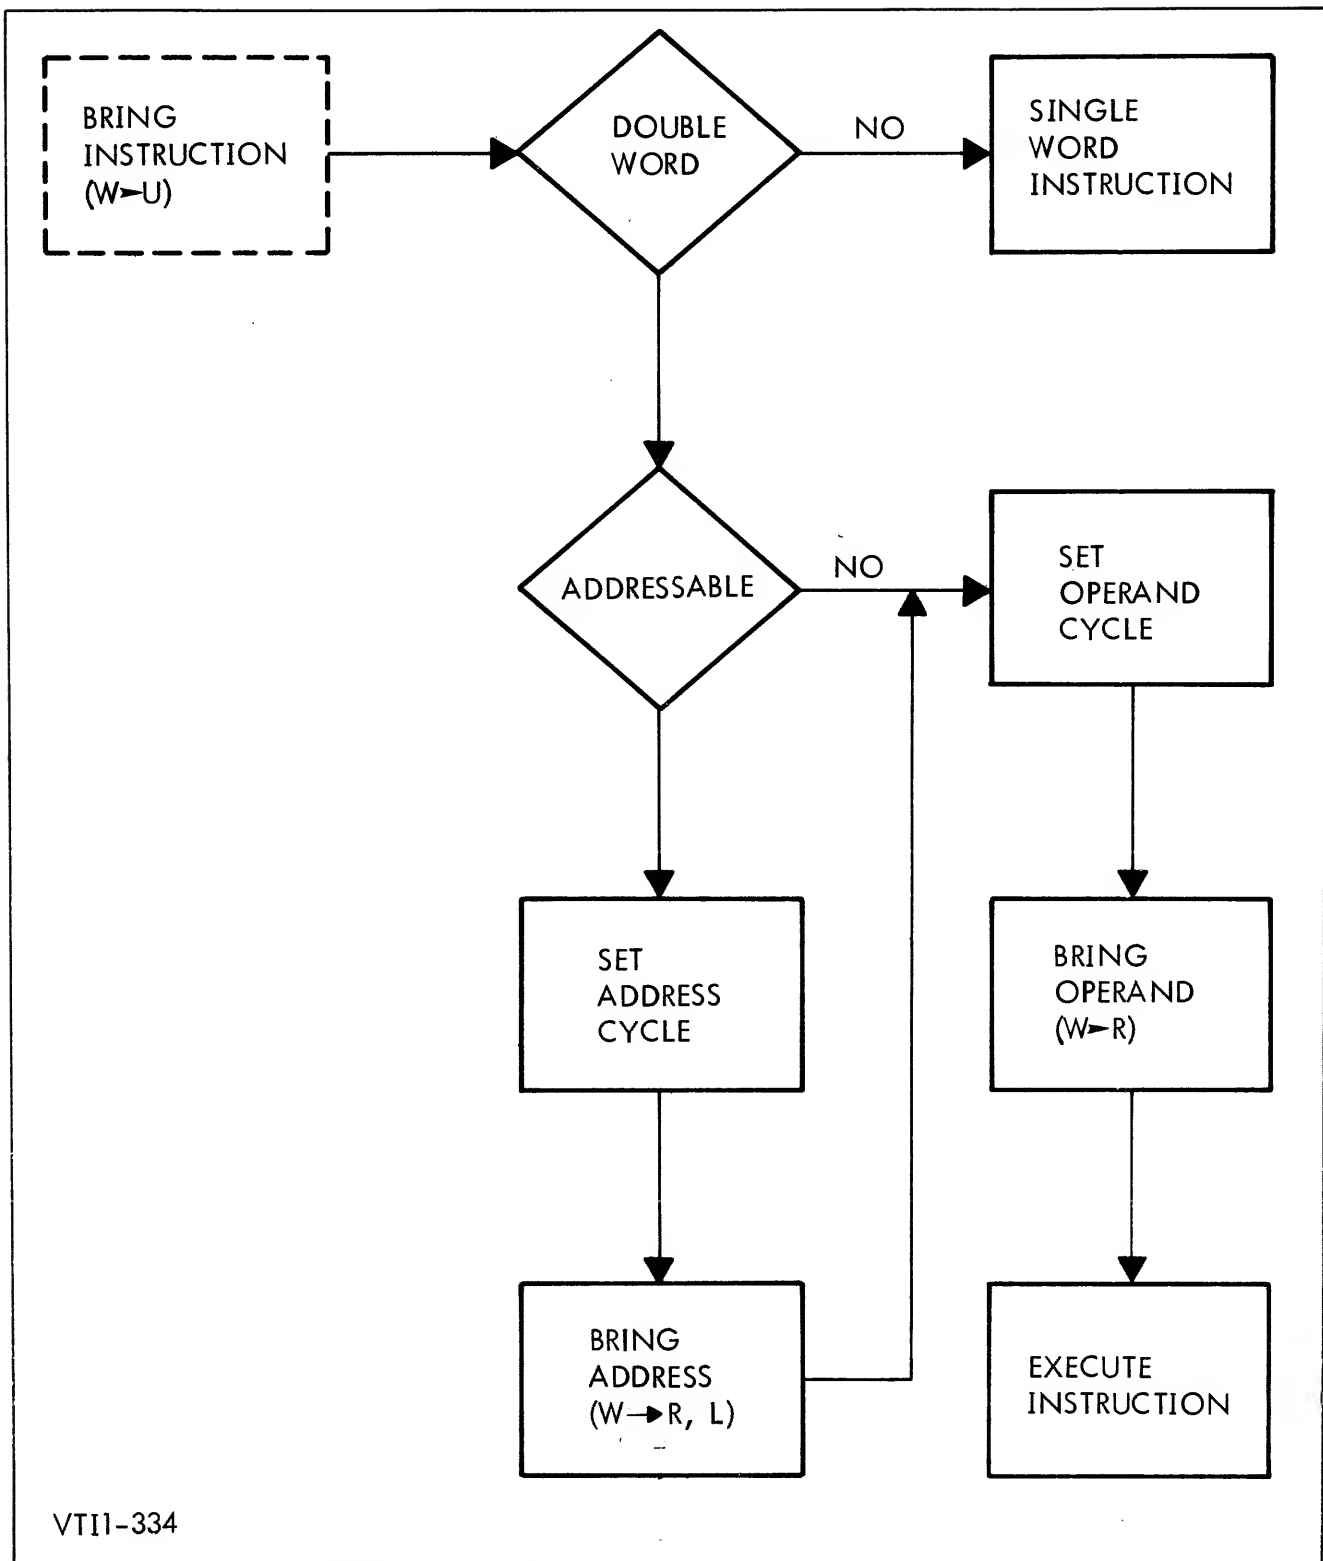 BRING
INSTRUCTION
(W➛U)
DOUBLE
WORD
NO
SINGLE
WORD
INSTRUCTION
ADDRESSABLE
NO
SET
OPERAND
CYCLE
SET
ADDRESS
CYCLE
BRING
OPERAND
(W➛R)
BRING
ADDRESS
(W→R, L)
EXECUTE
INSTRUCTION
VTI1-334